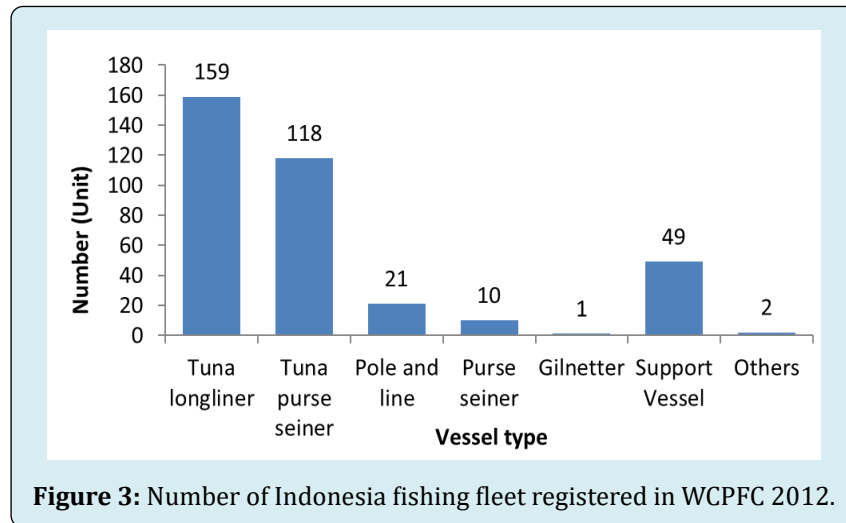 180
160
140
120
100
80
60
40
20
0
Number (Unit)
159
118
21
10
1
49
2
Tuna longliner
Tuna purse seiner
Pole and line
Purse seiner
Gilnetter
Support Vessel
Others
Vessel type
Figure 3: Number of Indonesia fishing fleet registered in WCPFC 2012.